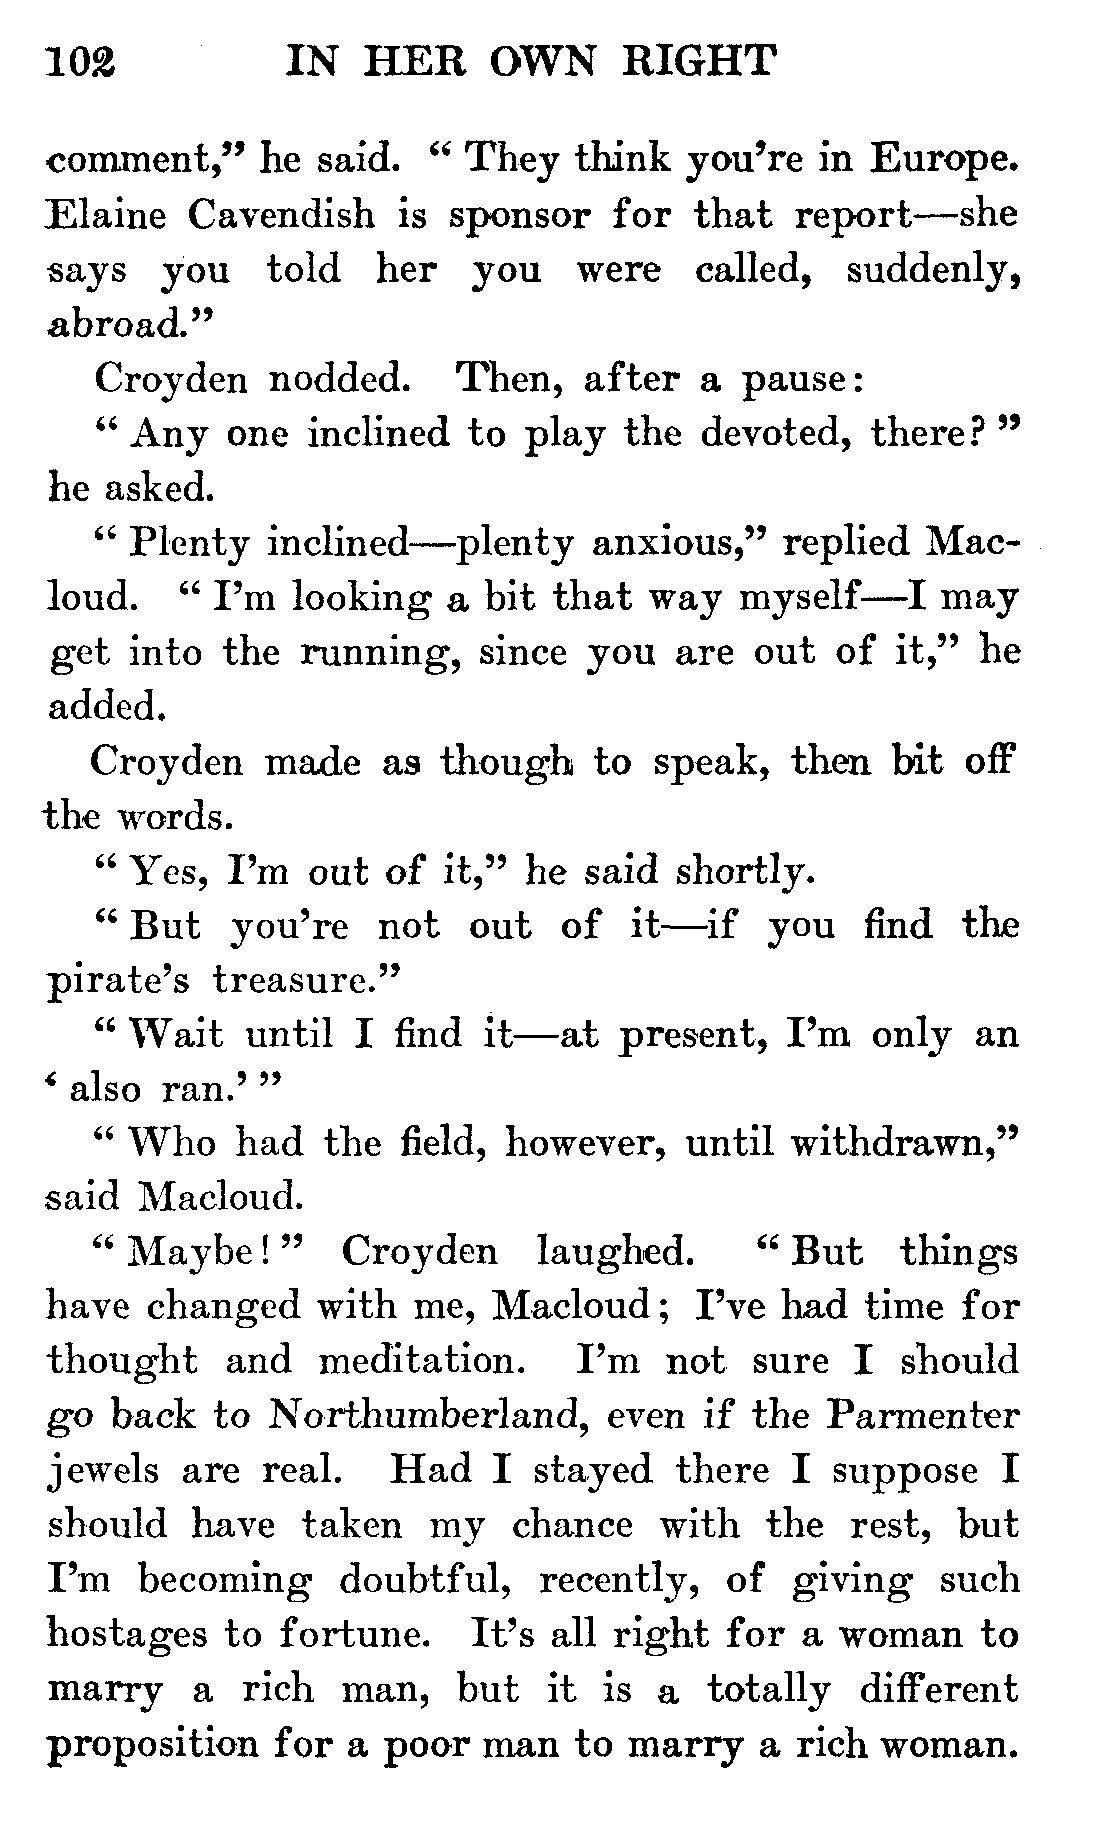 102 IN HER OWN RIGHT
comment,” he said. “ They think you’re in Europe.
Elaine Cavendish is sponsor for that report—she
says you told her you were called, suddenly,
abroad.”
Croyden nodded. Then, after a pause:
“ Any one inclined to play the devoted, there? ”
he asked.
“ Plenty inclined—plenty anxious,” replied Mac-
loud. “ I’m looking a bit that way myself—I may
get into the running, since you are out of it,” he
added.
Croyden made as though to speak, then bit off
the words.
“ Yes, I’m out of it,” he said shortly.
“ But you’re not out of it—if you find the
pirate’s treasure.”
“ Wait until I find it—at present, I’m only an
‘ also ran.’ ”
“ Who had the field, however, until withdrawn,”
said Macloud.
“ Maybe! ” Croyden laughed. “ But things
have changed with me, Macloud; I’ve had time for
thought and meditation. I’m not sure I should
go back to Northumberland, even if the Parmenter
jewels are real. Had I stayed there I suppose I
should have taken my chance with the rest, but
I’m becoming doubtful, recently, of giving such
hostages to fortune. It’s all right for a woman to
marry a rich man, but it is a totally different
proposition for a poor man to marry a rich woman.